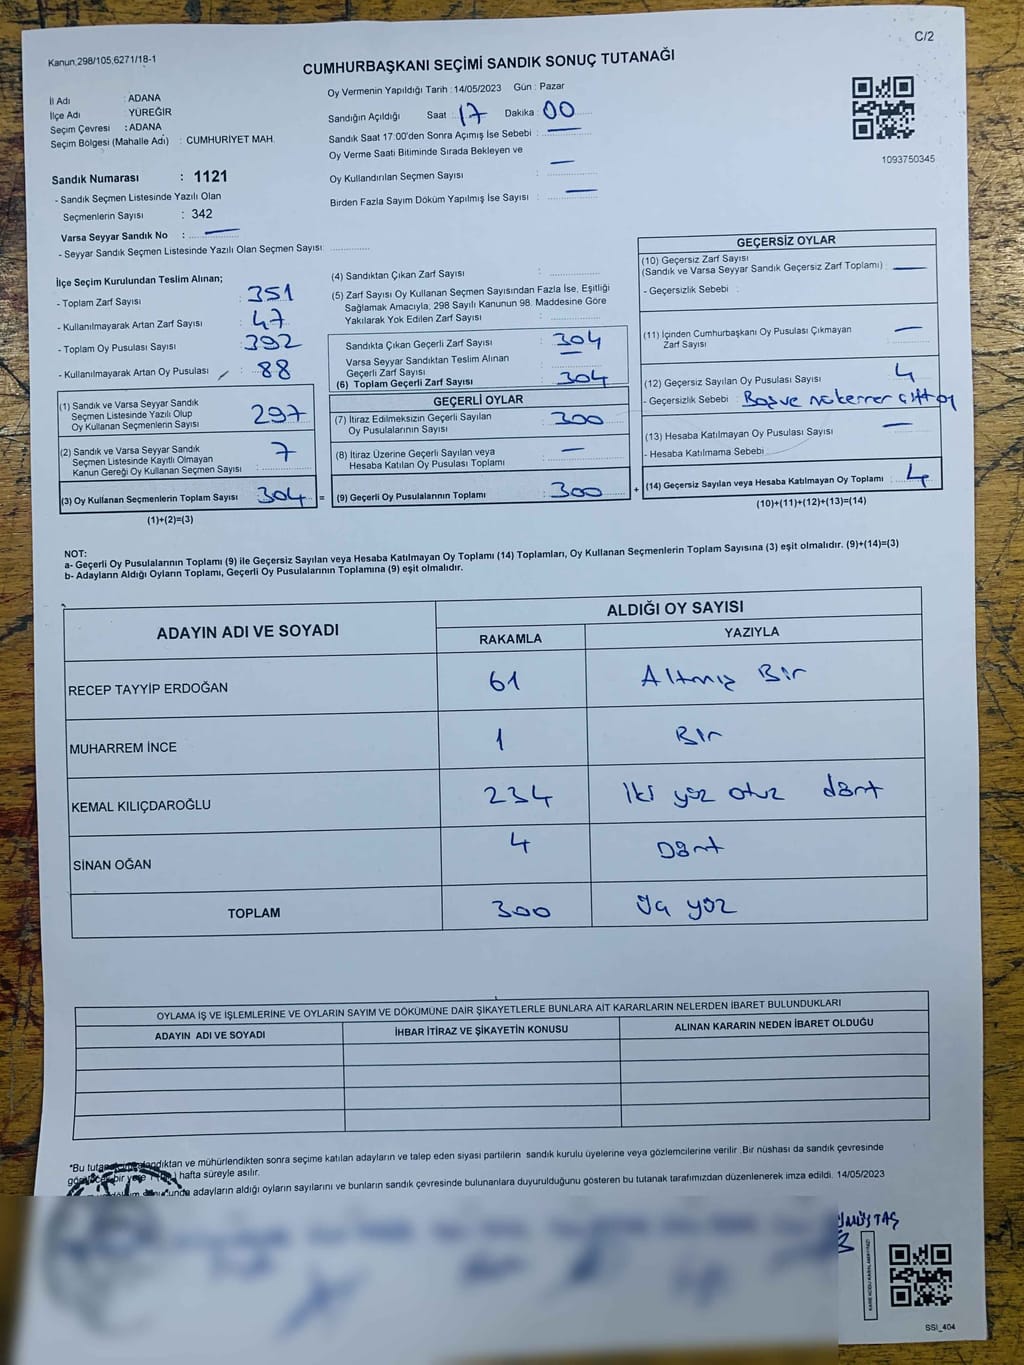 Kanun,298/105,6271/18-1
C/2
CUMHURBAŞKANI SEÇİMİ SANDIK SONUÇ TUTANAĞI
İl Adı : ADANA
İlçe Adı : YÜREĞİR
Seçim Çevresi : ADANA
Seçim Bölgesi (Mahalle Adı) : CUMHURİYET MAH.
Oy Vermenin Yapıldığı Tarih : 14/05/2023 Gün : Pazar
Sandığın Açıldığı Saat : 17 Dakika 00
Sandık Saat 17:00'den Sonra Açımış İse Sebebi : —
Oy Verme Saati Bitiminde Sırada Bekleyen ve
Oy Kullandırılan Seçmen Sayısı : —
Birden Fazla Sayım Döküm Yapılmış İse Sayısı : —
1093750345
Sandık Numarası : 1121
- Sandık Seçmen Listesinde Yazılı Olan
Seçmenlerin Sayısı : 342
Varsa Seyyar Sandık No : —
- Seyyar Sandık Seçmen Listesinde Yazılı Olan Seçmen Sayısı
İlçe Seçim Kurulundan Teslim Alınan;
- Toplam Zarf Sayısı : 351
- Kullanılmayarak Artan Zarf Sayısı : 47
- Toplam Oy Pusulası Sayısı : 392
- Kullanılmayarak Artan Oy Pusulası : 88
(1) Sandık ve Varsa Seyyar Sandık
Seçmen Listesinde Yazılı Olup
Oy Kullanan Seçmenlerin Sayısı : 297
(2) Sandık ve Varsa Seyyar Sandık
Seçmen Listesinde Kayıtlı Olmayan
Kanun Gereği Oy Kullanan Seçmen Sayısı : 7
(3) Oy Kullanan Seçmenlerin Toplam Sayısı : 304 =
(1)+(2)=(3)
(4) Sandıktan Çıkan Zarf Sayısı :
(5) Zarf Sayısı Oy Kullanan Seçmen Sayısından Fazla İse, Eşitliği
Sağlamak Amacıyla, 298 Sayılı Kanunun 98. Maddesine Göre
Yakılarak Yok Edilen Zarf Sayısı :
Sandıkta Çıkan Geçerli Zarf Sayısı : 304
Varsa Seyyar Sandıktan Teslim Alınan
Geçerli Zarf Sayısı : —
(6) Toplam Geçerli Zarf Sayısı : 304
GEÇERLİ OYLAR
(7) İtiraz Edilmeksizin Geçerli Sayılan
Oy Pusulalarının Sayısı : 300
(8) İtiraz Üzerine Geçerli Sayılan veya
Hesaba Katılan Oy Pusulası Toplamı : —
(9) Geçerli Oy Pusulalarının Toplamı : 300 +
GEÇERSİZ OYLAR
(10) Geçersiz Zarf Sayısı
(Sandık ve Varsa Seyyar Sandık Geçersiz Zarf Toplamı) : —
- Geçersizlik Sebebi :
(11) İçinden Cumhurbaşkanı Oy Pusulası Çıkmayan
Zarf Sayısı : —
(12) Geçersiz Sayılan Oy Pusulası Sayısı : 4
- Geçersizlik Sebebi : Boş ve mükerrer çift oy
(13) Hesaba Katılmayan Oy Pusulası Sayısı : —
- Hesaba Katılmama Sebebi
(14) Geçersiz Sayılan veya Hesaba Katılmayan Oy Toplamı : 4
(10)+(11)+(12)+(13)=(14)
NOT:
a- Geçerli Oy Pusulalarının Toplamı (9) ile Geçersiz Sayılan veya Hesaba Katılmayan Oy Toplamı (14) Toplamları, Oy Kullanan Seçmenlerin Toplam Sayısına (3) eşit olmalıdır. (9)+(14)=(3)
b- Adayların Aldığı Oyların Toplamı, Geçerli Oy Pusulalarının Toplamına (9) eşit olmalıdır.
ADAYIN ADI VE SOYADI
ALDIĞI OY SAYISI
RAKAMLA YAZIYLA
RECEP TAYYİP ERDOĞAN 61 Altmış Bir
MUHARREM İNCE 1 Bir
KEMAL KILIÇDAROĞLU 234 İki yüz otuz dört
SİNAN OĞAN 4 Dört
TOPLAM 300 Üç yüz
OYLAMA İŞ VE İŞLEMLERİNE VE OYLARIN SAYIM VE DÖKÜMÜNE DAİR ŞİKAYETLERLE BUNLARA AİT KARARLARIN NELERDEN İBARET BULUNDUKLARI
ADAYIN ADI VE SOYADI İHBAR İTİRAZ VE ŞİKAYETİN KONUSU ALINAN KARARIN NEDEN İBARET OLDUĞU
*Bu tutanak imzalandıktan ve mühürlendikten sonra seçime katılan adayların ve talep eden siyasi partilerin sandık kurulu üyelerine veya gözlemcilerine verilir .Bir nüshası da sandık çevresinde
bir yere 1 hafta süreyle asılır.
adayların aldığı oyların sayılarını ve bunların sandık çevresinde bulunanlara duyurulduğunu gösteren bu tutanak tarafımızdan düzenlenerek imza edildi. 14/05/2023
SSI_404